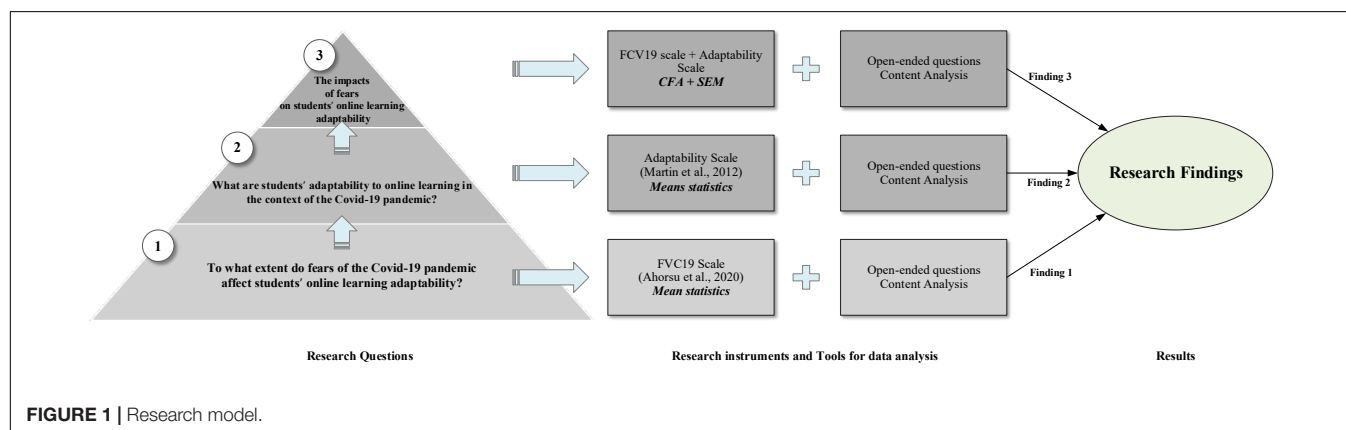 3
The impacts
of fears
on students' online learning
adaptability
FCV19 scale + Adaptability
Scale
CFA + SEM
Open-ended questions
Content Analysis
Finding 3
2
What are students' adaptability to online learning in
the context of the Covid-19 pandemic?
Adaptability Scale
(Martin et al., 2012)
Means statistics
Open-ended questions
Content Analysis
Finding 2
Research Findings
1
To what extent do fears of the Covid-19 pandemic
affect students' online learning adaptability?
FVC19 Scale
(Ahorsu et al., 2020)
Mean statistics
Open-ended questions
Content Analysis
Finding 1
Research Questions
Research instruments and Tools for data analysis
Results
FIGURE 1 | Research model.